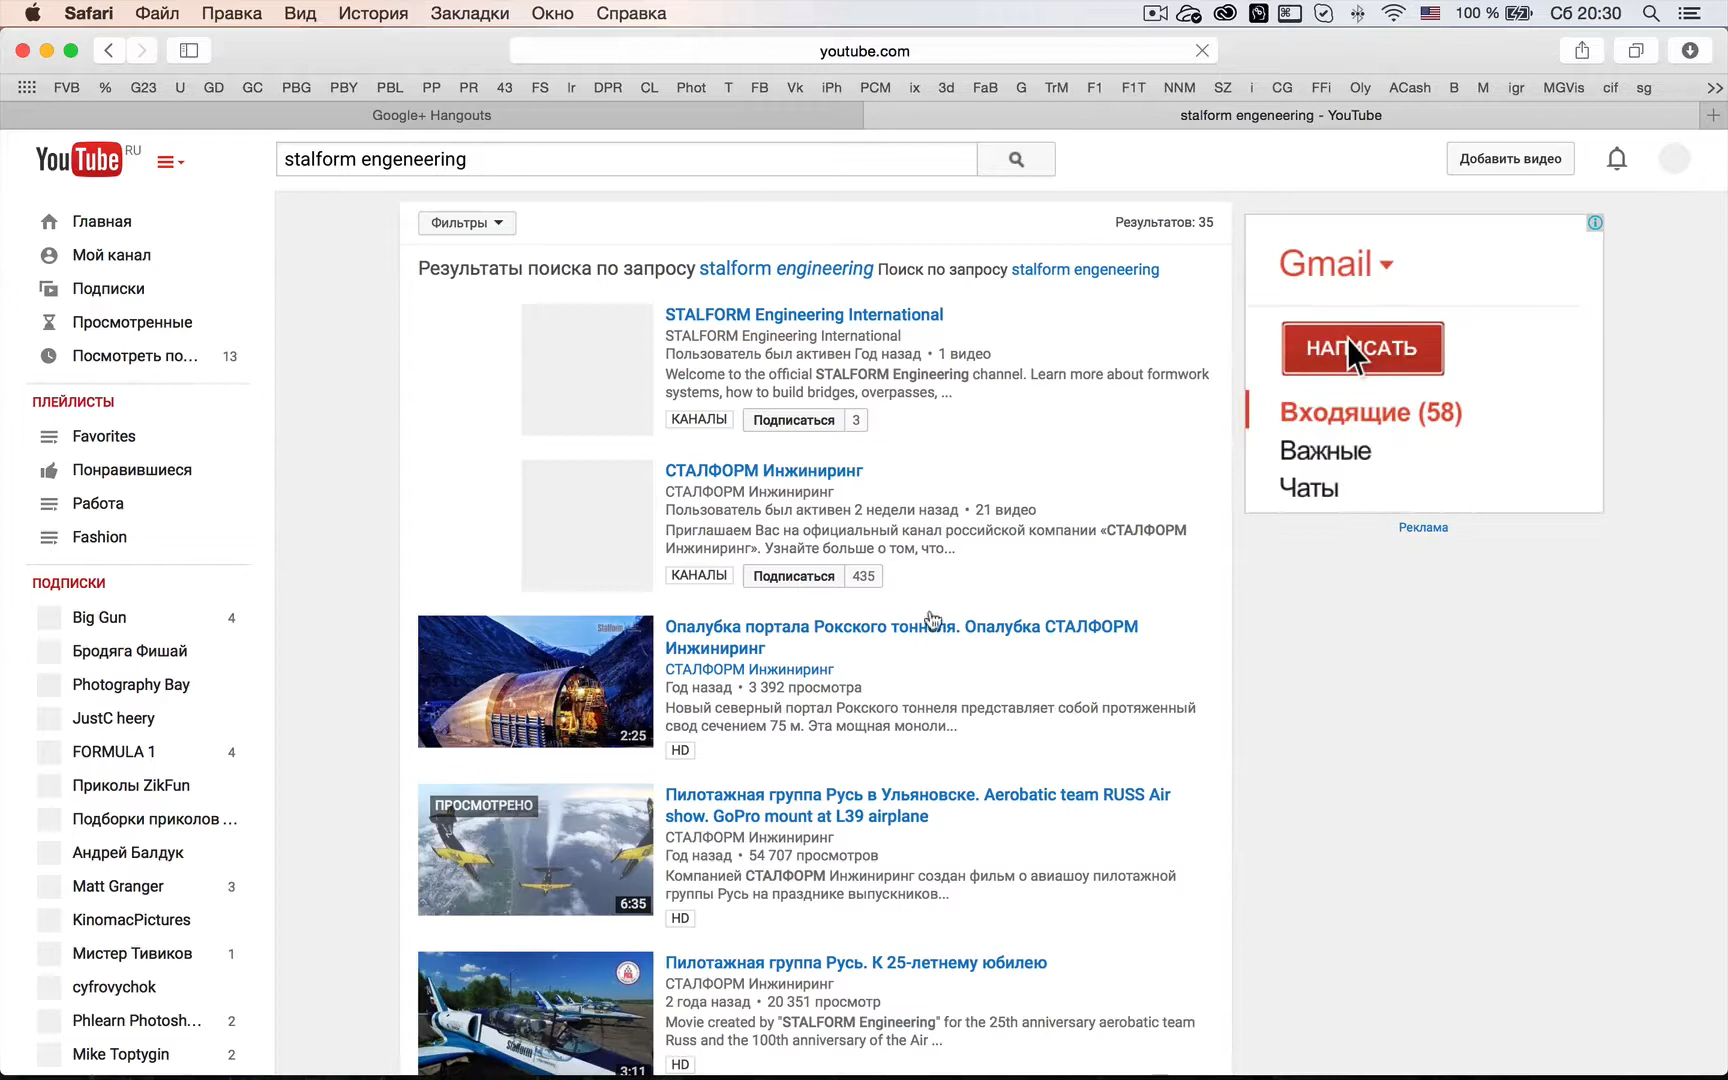 Safari Файл Правка Вид История Закладки Окно Справка 100 % Сб 20:30
youtube.com
FVB % G23 U GD GC PBG PBY PBL PP PR 43 FS Ir DPR CL Phot T FB Vk iPh PCM ix 3d FaB G TrM F1 F1T NNM SZ i CG FFi Oly ACash B M igr MGVis cif sg
Google+ Hangouts
stalform engeneering - YouTube
YouTube RU
stalform engeneering
Добавить видео
Главная
Мой канал
Подписки
Просмотренные
Посмотреть по... 13
ПЛЕЙЛИСТЫ
Favorites
Понравившиеся
Работа
Fashion
ПОДПИСКИ
Big Gun 4
Бродяга Фишай
Photography Bay
JustC heery
FORMULA 1 4
Приколы ZikFun
Подборки приколов ...
Андрей Балдук
Matt Granger 3
KinomacPictures
Мистер Тивиков 1
cyfrovychok
Phlearn Photosh... 2
Mike Toptygin 2
Фильтры
Результатов: 35
Результаты поиска по запросу stalform engineering Поиск по запросу stalform engeneering
STALFORM Engineering International
STALFORM Engineering International
Пользователь был активен Год назад • 1 видео
Welcome to the official STALFORM Engineering channel. Learn more about formwork
systems, how to build bridges, overpasses, ...
КАНАЛЫ Подписаться 3
СТАЛФОРМ Инжиниринг
СТАЛФОРМ Инжиниринг
Пользователь был активен 2 недели назад • 21 видео
Приглашаем Вас на официальный канал российской компании «СТАЛФОРМ
Инжиниринг». Узнайте больше о том, что...
КАНАЛЫ Подписаться 435
Stalform
2:25
Опалубка портала Рокского тоннеля. Опалубка СТАЛФОРМ
Инжиниринг
СТАЛФОРМ Инжиниринг
Год назад • 3 392 просмотра
Новый северный портал Рокского тоннеля представляет собой протяженный
свод сечением 75 м. Эта мощная моноли...
HD
ПРОСМОТРЕНО
6:35
Пилотажная группа Русь в Ульяновске. Aerobatic team RUSS Air
show. GoPro mount at L39 airplane
СТАЛФОРМ Инжиниринг
Год назад • 54 707 просмотров
Компанией СТАЛФОРМ Инжиниринг создан фильм о авиашоу пилотажной
группы Русь на празднике выпускников...
HD
Stalform
3:11
Пилотажная группа Русь. К 25-летнему юбилею
СТАЛФОРМ Инжиниринг
2 года назад • 20 351 просмотр
Movie created by "STALFORM Engineering" for the 25th anniversary aerobatic team
Russ and the 100th anniversary of the Air ...
HD
Gmail
НАПИСАТЬ
Входящие (58)
Важные
Чаты
Реклама